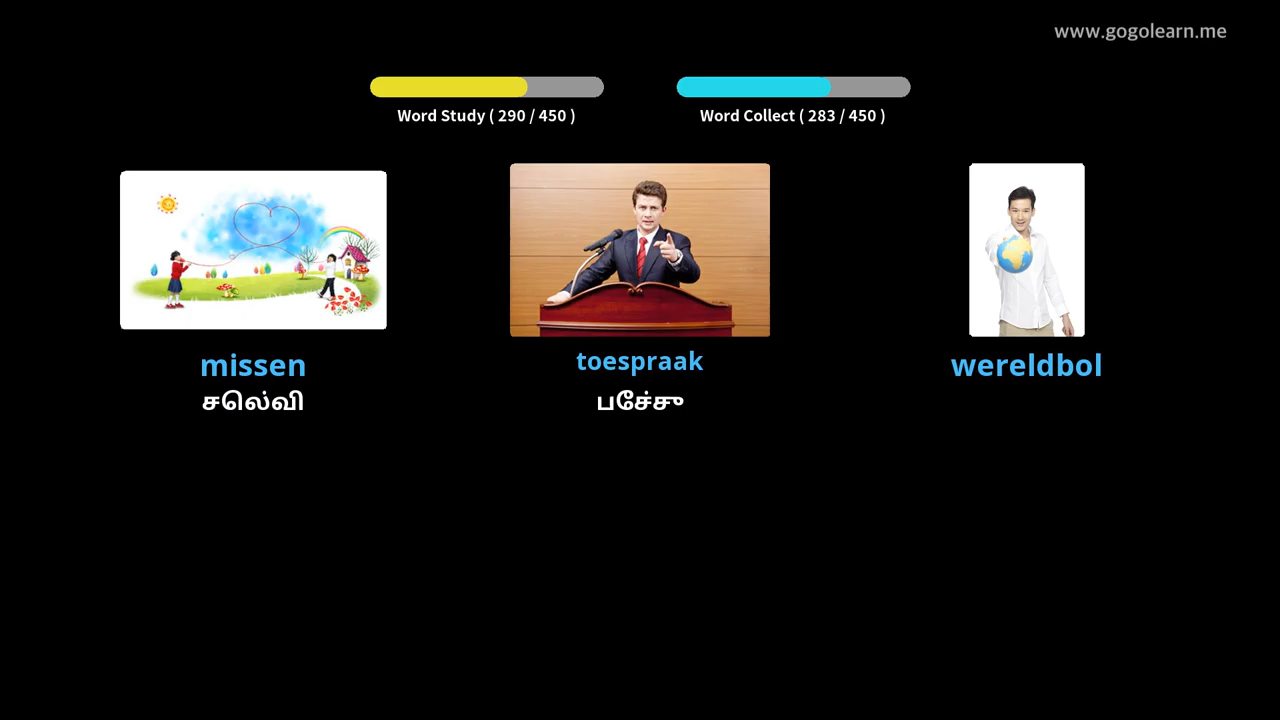 www.gogolearn.me
Word Study ( 290 / 450 )
Word Collect ( 283 / 450 )
missen
toespraak
wereldbol
சலெ்வி
பசே்சு